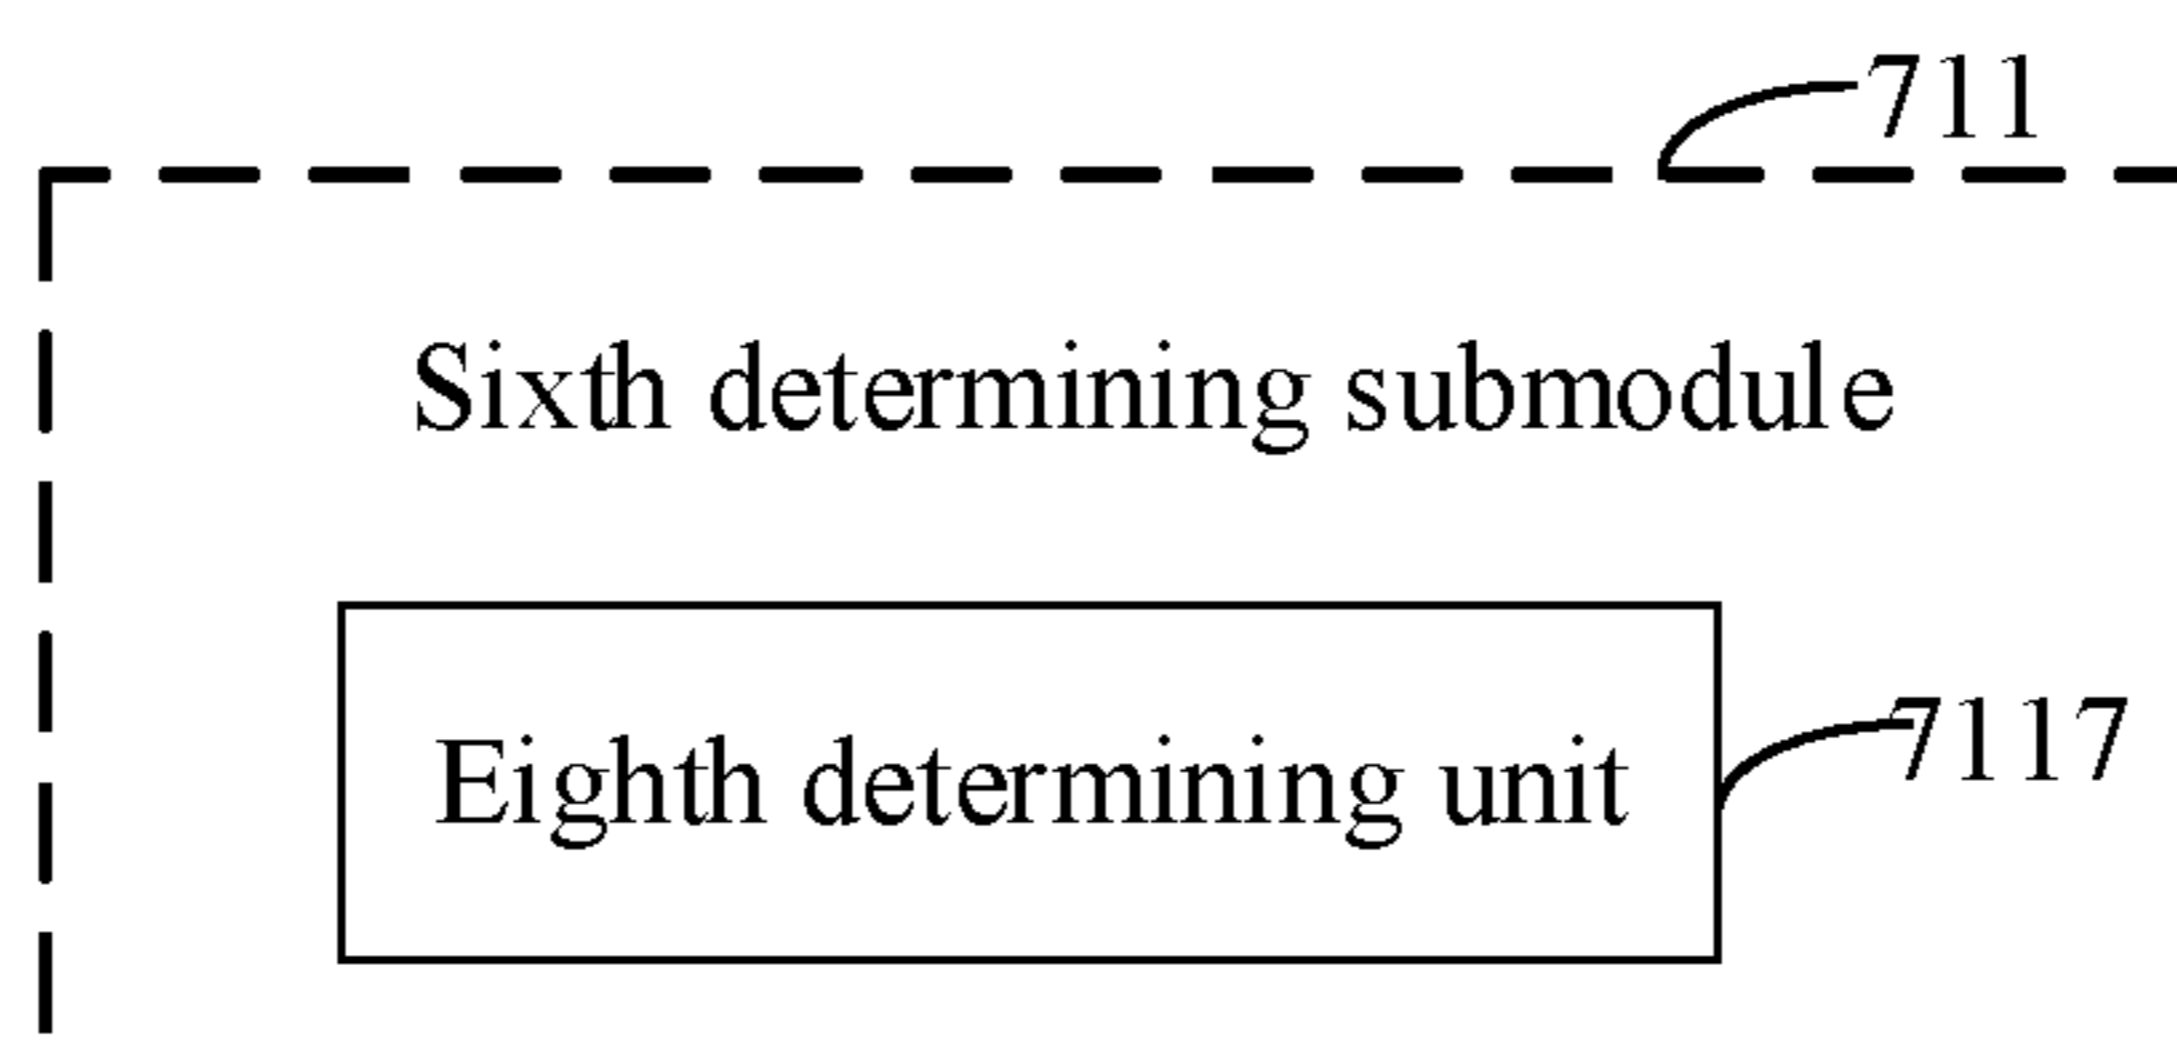 711
Sixth determining submodule
Eighth determining unit
7117